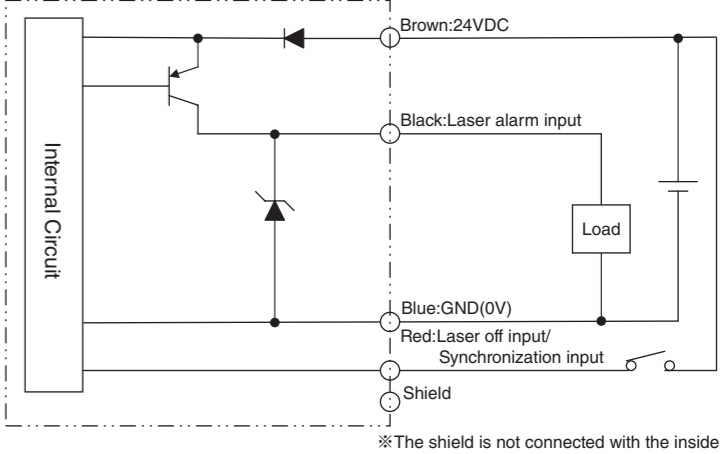 Brown:24VDC
Black:Laser alarm input
Internal Circuit
Load
Blue:GND(0V)
Red:Laser off input/
Synchronization input
Shield
※The shield is not connected with the inside